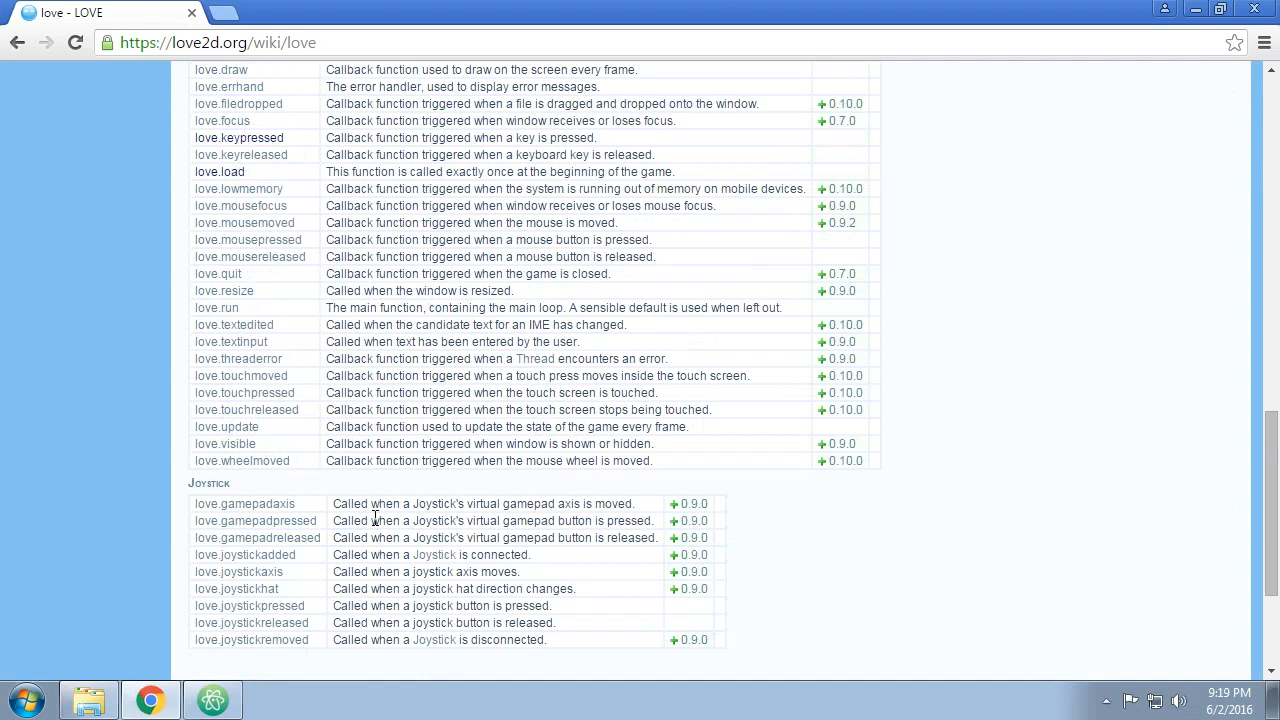 love - LOVE
https://love2d.org/wiki/love
love.draw Callback function used to draw on the screen every frame.
love.errhand The error handler, used to display error messages.
love.filedropped Callback function triggered when a file is dragged and dropped onto the window. 0.10.0
love.focus Callback function triggered when window receives or loses focus. 0.7.0
love.keypressed Callback function triggered when a key is pressed.
love.keyreleased Callback function triggered when a keyboard key is released.
love.load This function is called exactly once at the beginning of the game.
love.lowmemory Callback function triggered when the system is running out of memory on mobile devices. 0.10.0
love.mousefocus Callback function triggered when window receives or loses mouse focus. 0.9.0
love.mousemoved Callback function triggered when the mouse is moved. 0.9.2
love.mousepressed Callback function triggered when a mouse button is pressed.
love.mousereleased Callback function triggered when a mouse button is released.
love.quit Callback function triggered when the game is closed. 0.7.0
love.resize Called when the window is resized. 0.9.0
love.run The main function, containing the main loop. A sensible default is used when left out.
love.textedited Called when the candidate text for an IME has changed. 0.10.0
love.textinput Called when text has been entered by the user. 0.9.0
love.threaderror Callback function triggered when a Thread encounters an error. 0.9.0
love.touchmoved Callback function triggered when a touch press moves inside the touch screen. 0.10.0
love.touchpressed Callback function triggered when the touch screen is touched. 0.10.0
love.touchreleased Callback function triggered when the touch screen stops being touched. 0.10.0
love.update Callback function used to update the state of the game every frame.
love.visible Callback function triggered when window is shown or hidden. 0.9.0
love.wheelmoved Callback function triggered when the mouse wheel is moved. 0.10.0
Joystick
love.gamepadaxis Called when a Joystick's virtual gamepad axis is moved. 0.9.0
love.gamepadpressed Called when a Joystick's virtual gamepad button is pressed. 0.9.0
love.gamepadreleased Called when a Joystick's virtual gamepad button is released. 0.9.0
love.joystickadded Called when a Joystick is connected. 0.9.0
love.joystickaxis Called when a joystick axis moves. 0.9.0
love.joystickhat Called when a joystick hat direction changes. 0.9.0
love.joystickpressed Called when a joystick button is pressed.
love.joystickreleased Called when a joystick button is released.
love.joystickremoved Called when a Joystick is disconnected. 0.9.0
9:19 PM
6/2/2016